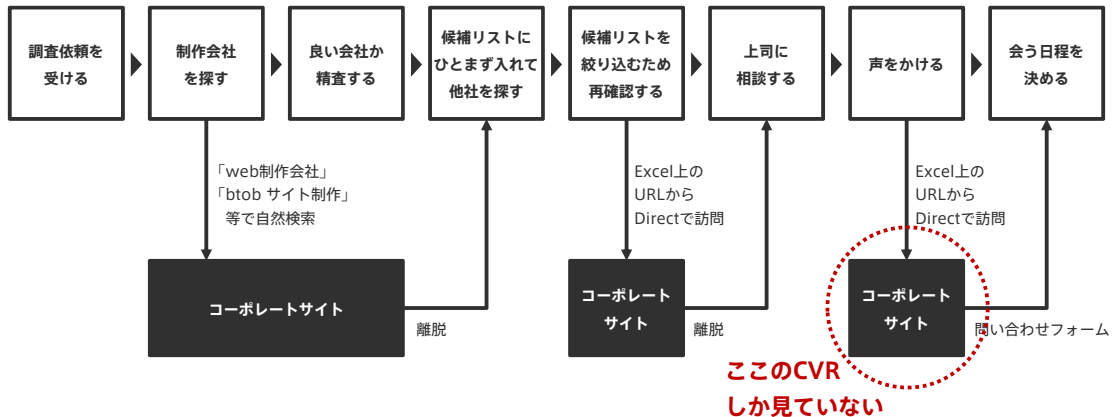 調査依頼を
受ける
制作会社
を探す
良い会社か
精査する
候補リストに
ひとまず入れて
他社を探す
候補リストを
絞り込むため
再確認する
上司に
相談する
声をかける
会う日程を
決める
「web制作会社」
「btob サイト制作」
等で自然検索
Excel上の
URLから
Directで訪問
Excel上の
URLから
Directで訪問
コーポレートサイト
離脱
コーポレート
サイト
離脱
コーポレート
サイト
問い合わせフォーム
ここのCVR
しか見ていない